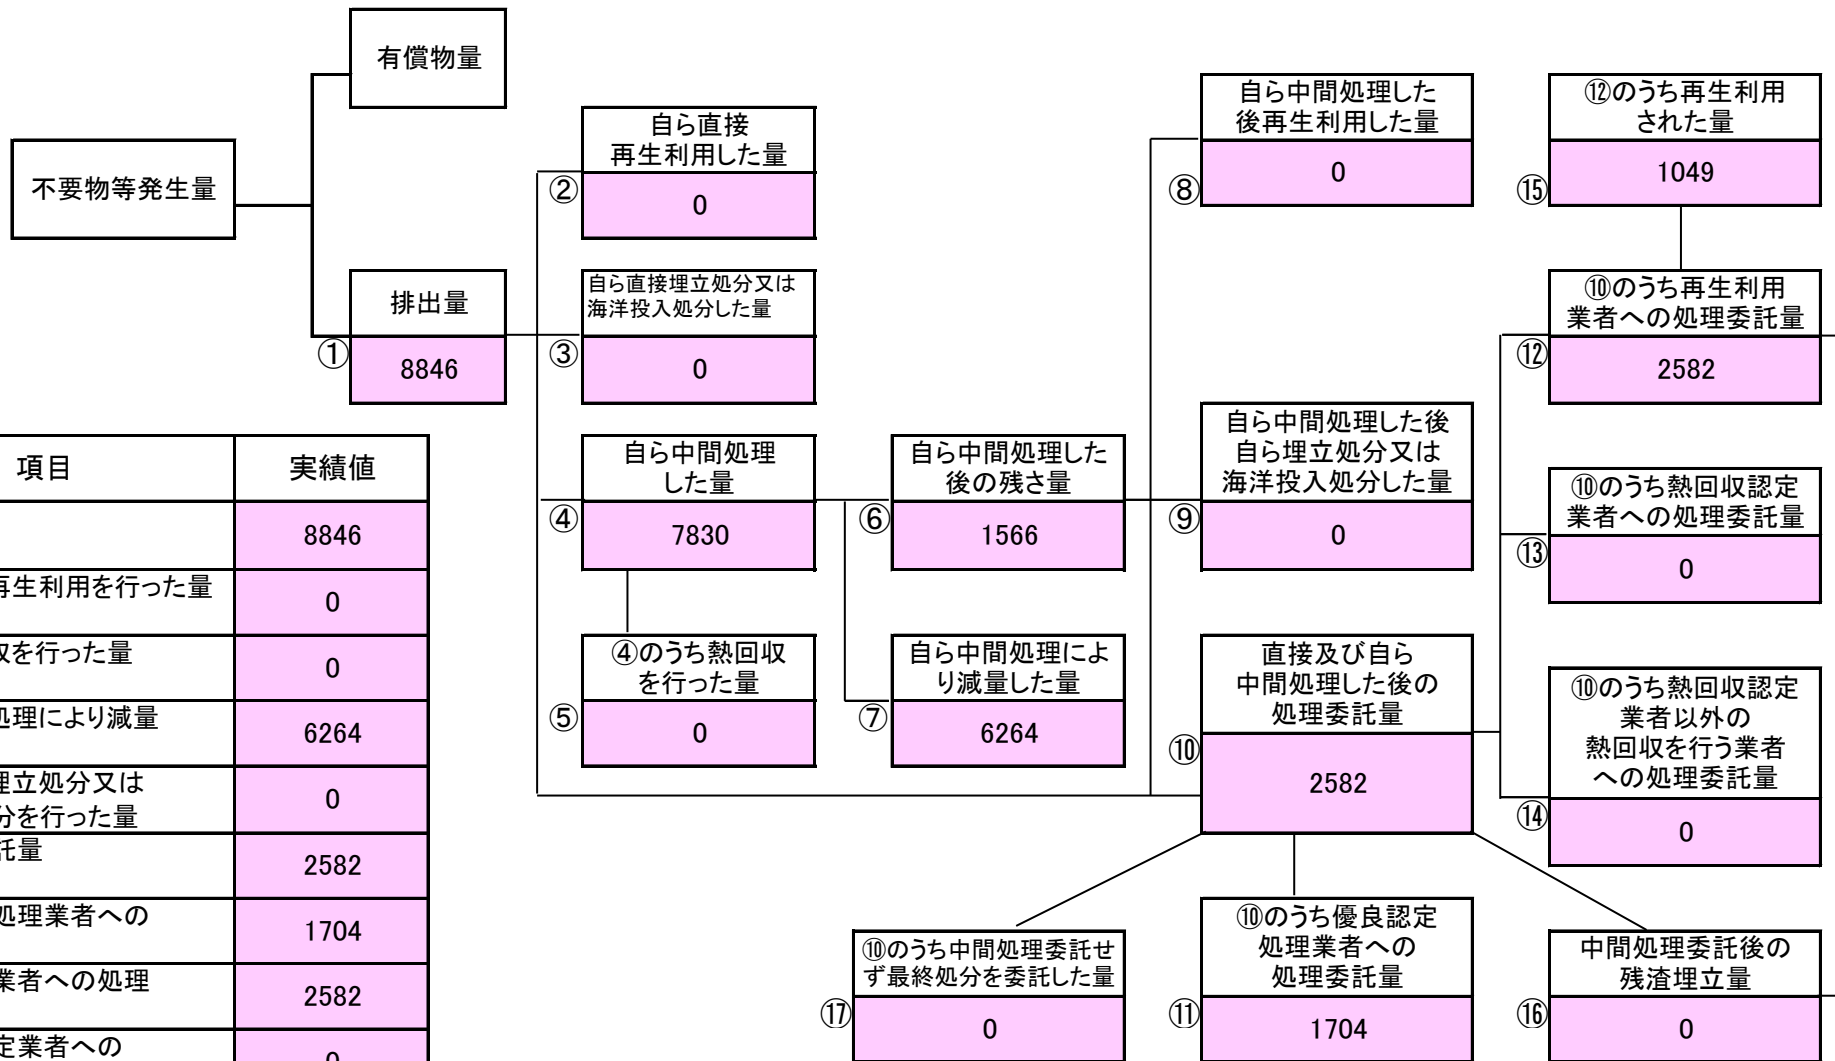 有償物量
不要物等発生量
排出量
①
8846
自ら直接
再生利用した量
②
0
自ら直接埋立処分又は
海洋投入処分した量
③
0
自ら中間処理
した量
④
7830
④のうち熱回収
を行った量
⑤
0
自ら中間処理した
後の残さ量
⑥
1566
自ら中間処理によ
り減量した量
⑦
6264
自ら中間処理した
後再生利用した量
⑧
0
自ら中間処理した後
自ら埋立処分又は
海洋投入処分した量
⑨
0
直接及び自ら
中間処理した後の
処理委託量
⑩
2582
⑫のうち再生利用
された量
⑮
1049
⑩のうち再生利用
業者への処理委託量
⑫
2582
⑩のうち熱回収認定
業者への処理委託量
⑬
0
⑩のうち熱回収認定
業者以外の
熱回収を行う業者
への処理委託量
⑭
0
⑩のうち中間処理委託せ
ず最終処分を委託した量
⑰
0
⑩のうち優良認定
処理業者への
処理委託量
⑪
1704
中間処理委託後の
残渣埋立量
⑯
0
項目 実績値
8846
再生利用を行った量 0
を行った量 0
処理により減量 6264
埋立処分又は
分を行った量 0
託量 2582
処理業者への 1704
業者への処理 2582
定業者への 0